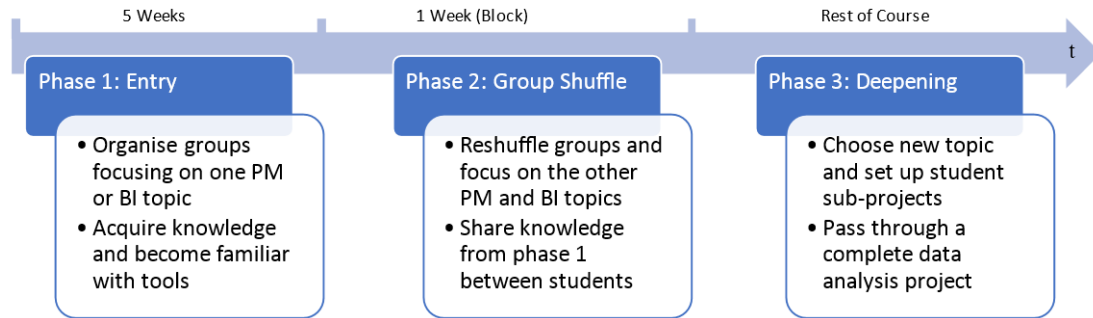 5 Weeks
1 Week (Block)
Rest of Course
t
Phase 1: Entry
• Organise groups
focusing on one PM
or BI topic
• Acquire knowledge
and become familiar
with tools
Phase 2: Group Shuffle
• Reshuffle groups and
focus on the other
PM and BI topics
• Share knowledge
from phase 1
between students
Phase 3: Deepening
• Choose new topic
and set up student
sub-projects
• Pass through a
complete data
analysis project